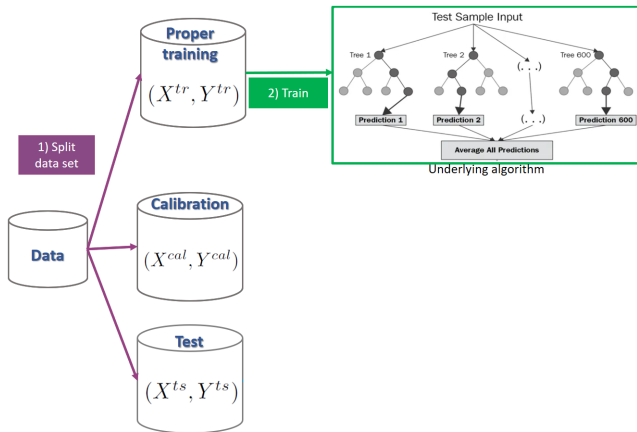 Proper
training
(X^{tr}, Y^{tr})
2) Train
Test Sample Input
Tree 1
Tree 2
(. . .)
Tree 600
Prediction 1
Prediction 2
(. . .)
Prediction 600
Average All Predictions
Underlying algorithm
1) Split
data set
Data
Calibration
(X^{cal}, Y^{cal})
Test
(X^{ts}, Y^{ts})